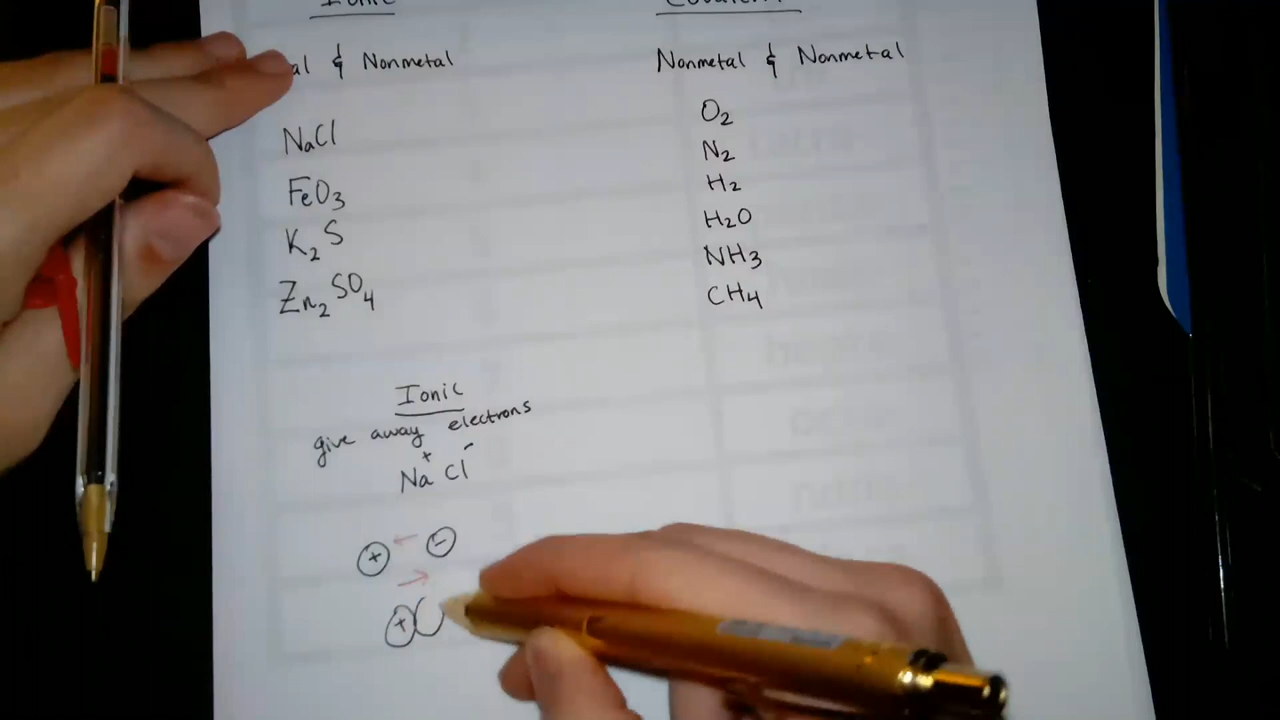 Ionic
Covalent
al & Nonmetal
Nonmetal & Nonmetal
NaCl
FeO3
K2S
Zn2SO4
O2
N2
H2
H2O
NH3
CH4
Ionic
give away electrons
Na+ Cl-
+ ← -
→
+